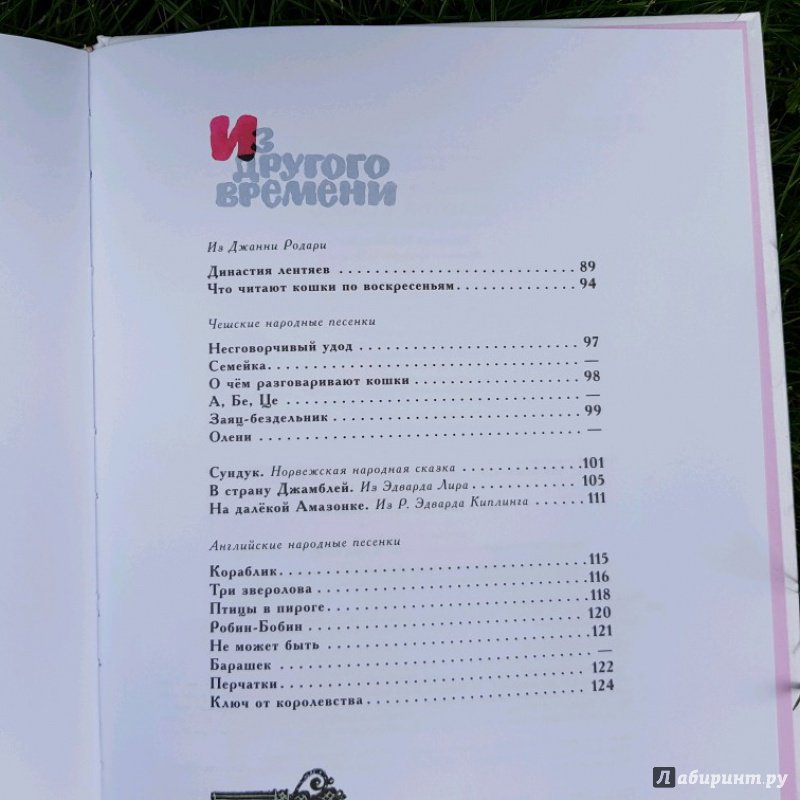 Из
другого
времени
Из Джанни Родари
Династия лентяев . . . . . . . . . . . . . . . . . . . . . . . . . 89
Что читают кошки по воскресеньям. . . . . . . . . . . . . 94
Чешские народные песенки
Несговорчивый удод . . . . . . . . . . . . . . . . . . . . . . . 97
Семейка. . . . . . . . . . . . . . . . . . . . . . . . . . . . . . . . —
О чём разговаривают кошки . . . . . . . . . . . . . . . . . 98
А, Бе, Це . . . . . . . . . . . . . . . . . . . . . . . . . . . . . . —
Заяц-бездельник . . . . . . . . . . . . . . . . . . . . . . . . . . 99
Олени . . . . . . . . . . . . . . . . . . . . . . . . . . . . . . . . . —
Сундук. Норвежская народная сказка . . . . . . . . . . . . .101
В страну Джамблей. Из Эдварда Лира. . . . . . . . . . . . 105
На далёкой Амазонке. Из Р. Эдварда Киплинга . . . . . . 111
Английские народные песенки
Кораблик. . . . . . . . . . . . . . . . . . . . . . . . . . . . . . . 115
Три зверолова . . . . . . . . . . . . . . . . . . . . . . . . . . . 116
Птицы в пироге. . . . . . . . . . . . . . . . . . . . . . . . . . 118
Робин-Бобин . . . . . . . . . . . . . . . . . . . . . . . . . . . . 120
Не может быть . . . . . . . . . . . . . . . . . . . . . . . . . . .121
Барашек . . . . . . . . . . . . . . . . . . . . . . . . . . . . . . . —
Перчатки. . . . . . . . . . . . . . . . . . . . . . . . . . . . . . . 122
Ключ от королевства. . . . . . . . . . . . . . . . . . . . . . . 124
Лабиринт.ру